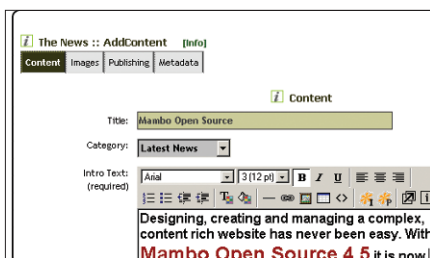 The News :: AddContent [Info]
Content Images Publishing Metadata
Content
Title: Mambo Open Source
Category: Latest News
Intro Text: (required)
Arial 3 (12 pt) B I U
Designing, creating and managing a complex,
content rich website has never been easy. With
Mambo Open Source 4.5 it is now